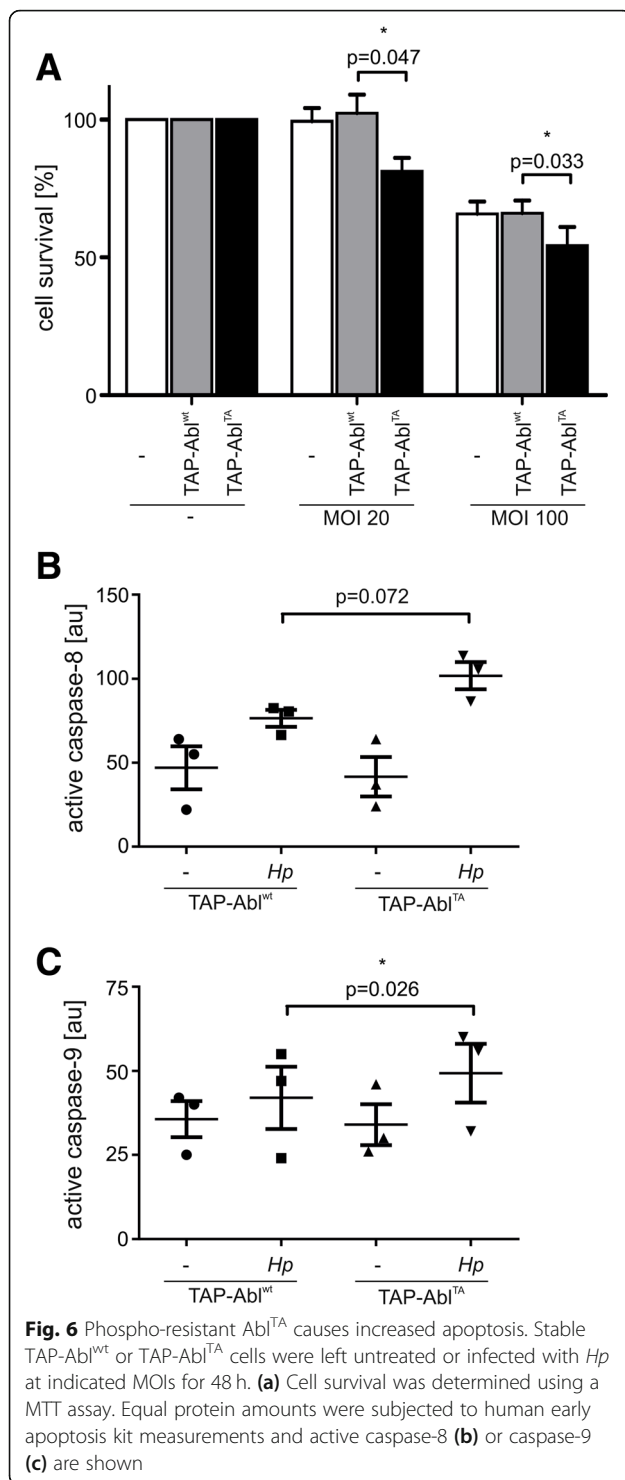 A
*
p=0.047
*
p=0.033
cell survival [%]
100
50
0
- TAP-Abl^wt TAP-Abl^TA - TAP-Abl^wt TAP-Abl^TA - TAP-Abl^wt TAP-Abl^TA
- MOI 20 MOI 100
B
p=0.072
active caspase-8 [au]
150
100
50
0
- Hp - Hp
TAP-Abl^wt TAP-Abl^TA
C
*
p=0.026
active caspase-9 [au]
75
50
25
0
- Hp - Hp
TAP-Abl^wt TAP-Abl^TA
Fig. 6 Phospho-resistant Abl^TA causes increased apoptosis. Stable
TAP-Abl^wt or TAP-Abl^TA cells were left untreated or infected with Hp
at indicated MOIs for 48 h. (a) Cell survival was determined using a
MTT assay. Equal protein amounts were subjected to human early
apoptosis kit measurements and active caspase-8 (b) or caspase-9
(c) are shown